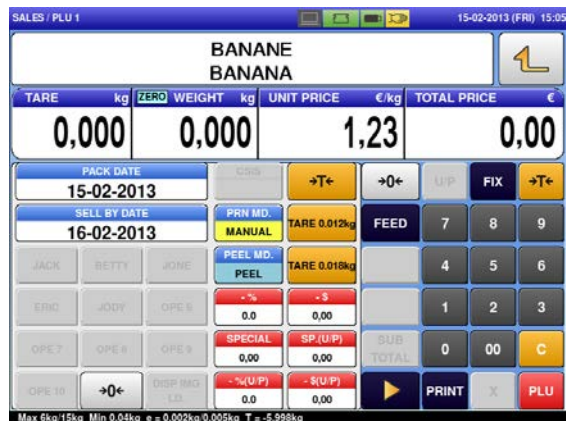 SALES / PLU 1 15-02-2013 (FRI) 15:05
BANANE
BANANA
TARE kg ZERO WEIGHT kg UNIT PRICE €/kg TOTAL PRICE €
0,000 0,000 1,23 0,00
PACK DATE
15-02-2013
CSIS
→T←
→0←
U/P
FIX
→T←
SELL BY DATE
16-02-2013
PRN MD.
MANUAL
TARE 0.012kg
FEED
7 8 9
JACK BETTY JONE
PEEL MD.
PEEL
TARE 0.018kg
4 5 6
ERIC JODY OPE 6
- %
0.0
- $
0,00
1 2 3
OPE 7 OPE 8 OPE 9
SPECIAL
0,00
SP.(U/P)
0,00
SUB
TOTAL
0 00 C
OPE 10
→0←
DISP IMG
I.D.
- %(U/P)
0.0
- $(U/P)
0,00
PRINT X PLU
Max 6kg/15kg Min 0.04kg e = 0.002kg/0.005kg T = -5.998kg